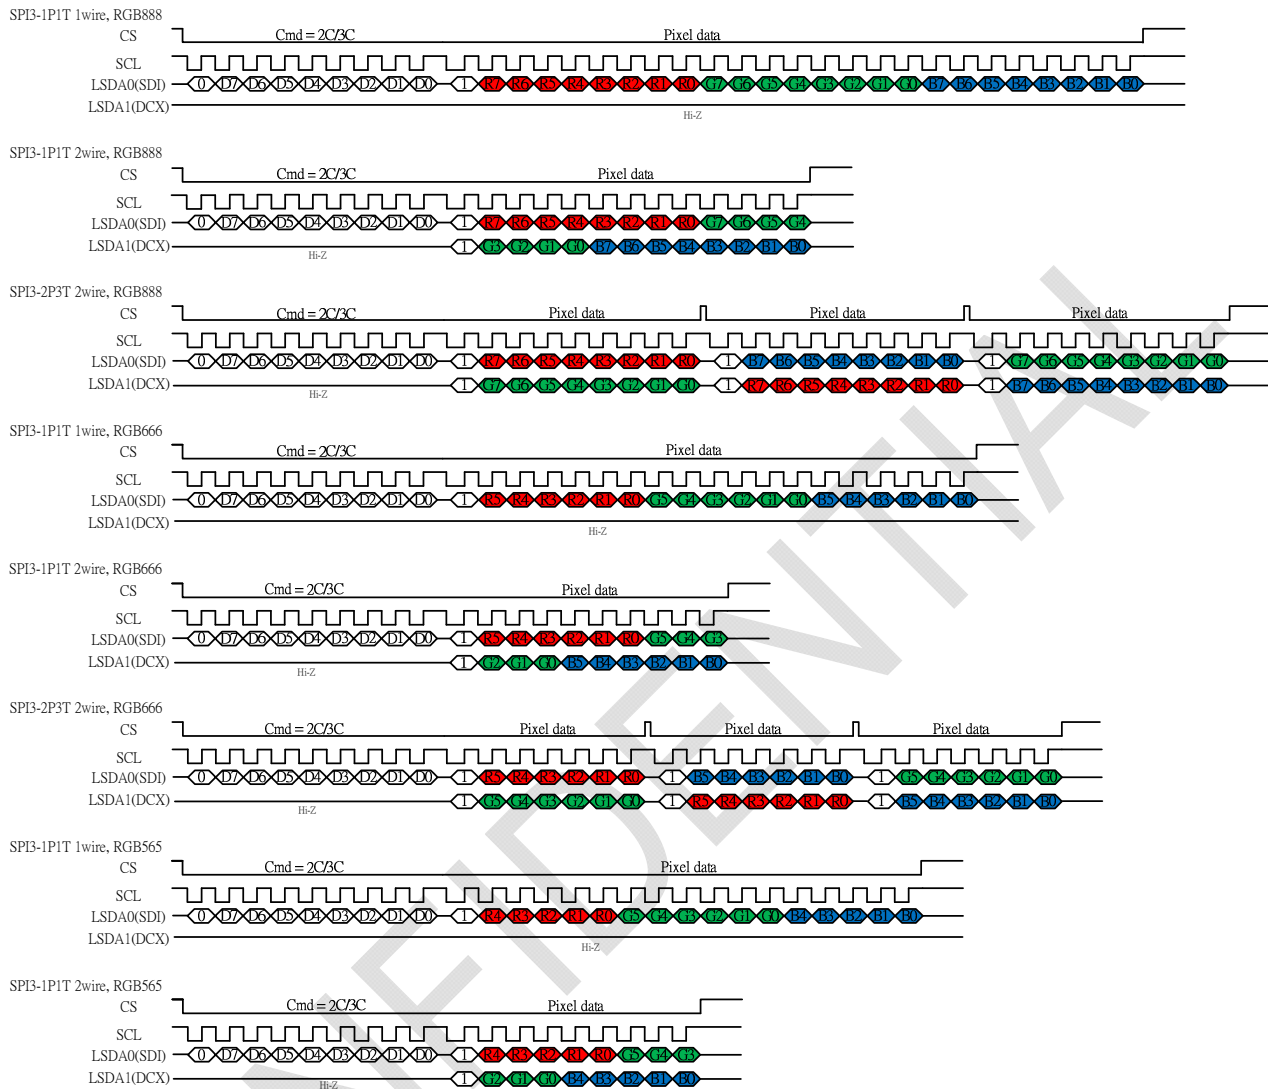 SPI3-1P1T 1wire, RGB888
CS Cmd = 2C/3C Pixel data
SCL
LSDA0(SDI) 0 D7 D6 D5 D4 D3 D2 D1 D0 1 R7 R6 R5 R4 R3 R2 R1 R0 G7 G6 G5 G4 G3 G2 G1 G0 B7 B6 B5 B4 B3 B2 B1 B0
LSDA1(DCX)
Hi-Z
SPI3-1P1T 2wire, RGB888
CS Cmd = 2C/3C Pixel data
SCL
LSDA0(SDI) 0 D7 D6 D5 D4 D3 D2 D1 D0 1 R7 R6 R5 R4 R3 R2 R1 R0 G7 G6 G5 G4
LSDA1(DCX) 1 G3 G2 G1 G0 B7 B6 B5 B4 B3 B2 B1 B0
Hi-Z
SPI3-2P3T 2wire, RGB888
CS Cmd = 2C/3C Pixel data Pixel data Pixel data
SCL
LSDA0(SDI) 0 D7 D6 D5 D4 D3 D2 D1 D0 1 R7 R6 R5 R4 R3 R2 R1 R0 1 B7 B6 B5 B4 B3 B2 B1 B0 1 G7 G6 G5 G4 G3 G2 G1 G0
LSDA1(DCX) 1 G7 G6 G5 G4 G3 G2 G1 G0 1 R7 R6 R5 R4 R3 R2 R1 R0 1 B7 B6 B5 B4 B3 B2 B1 B0
Hi-Z
SPI3-1P1T 1wire, RGB666
CS Cmd = 2C/3C Pixel data
SCL
LSDA0(SDI) 0 D7 D6 D5 D4 D3 D2 D1 D0 1 R5 R4 R3 R2 R1 R0 G5 G4 G3 G2 G1 G0 B5 B4 B3 B2 B1 B0
LSDA1(DCX)
Hi-Z
SPI3-1P1T 2wire, RGB666
CS Cmd = 2C/3C Pixel data
SCL
LSDA0(SDI) 0 D7 D6 D5 D4 D3 D2 D1 D0 1 R5 R4 R3 R2 R1 R0 G5 G4 G3
LSDA1(DCX) 1 G2 G1 G0 B5 B4 B3 B2 B1 B0
Hi-Z
SPI3-2P3T 2wire, RGB666
CS Cmd = 2C/3C Pixel data Pixel data Pixel data
SCL
LSDA0(SDI) 0 D7 D6 D5 D4 D3 D2 D1 D0 1 R5 R4 R3 R2 R1 R0 1 B5 B4 B3 B2 B1 B0 1 G5 G4 G3 G2 G1 G0
LSDA1(DCX) 1 G5 G4 G3 G2 G1 G0 1 R5 R4 R3 R2 R1 R0 1 B5 B4 B3 B2 B1 B0
Hi-Z
SPI3-1P1T 1wire, RGB565
CS Cmd = 2C/3C Pixel data
SCL
LSDA0(SDI) 0 D7 D6 D5 D4 D3 D2 D1 D0 1 R4 R3 R2 R1 R0 G5 G4 G3 G2 G1 G0 B4 B3 B2 B1 B0
LSDA1(DCX)
Hi-Z
SPI3-1P1T 2wire, RGB565
CS Cmd = 2C/3C Pixel data
SCL
LSDA0(SDI) 0 D7 D6 D5 D4 D3 D2 D1 D0 1 R4 R3 R2 R1 R0 G5 G4 G3
LSDA1(DCX) 1 G2 G1 G0 B4 B3 B2 B1 B0
Hi-Z
NFIDENTIAL